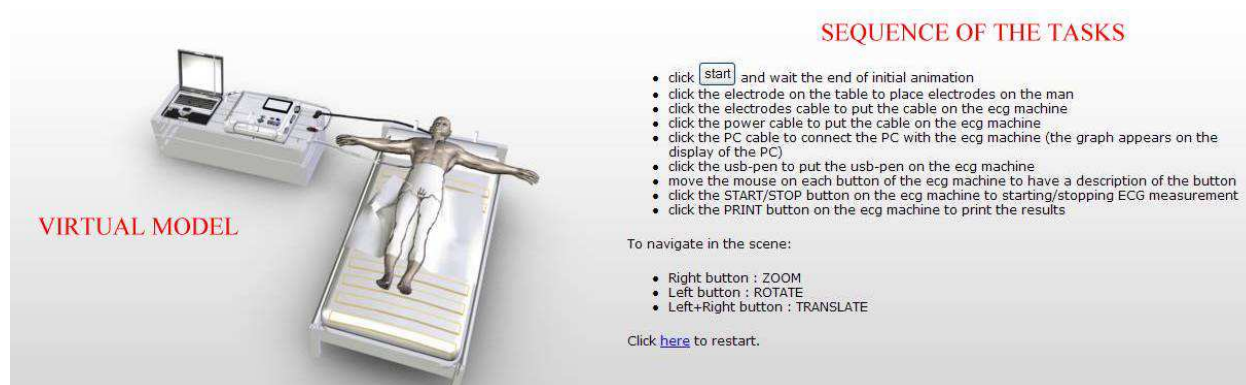 SEQUENCE OF THE TASKS
• click start and wait the end of initial animation
• click the electrode on the table to place electrodes on the man
• click the electrodes cable to put the cable on the ecg machine
• click the power cable to put the cable on the ecg machine
• click the PC cable to connect the PC with the ecg machine (the graph appears on the
display of the PC)
• click the usb-pen to put the usb-pen on the ecg machine
• move the mouse on each button of the ecg machine to have a description of the button
• click the START/STOP button on the ecg machine to starting/stopping ECG measurement
• click the PRINT button on the ecg machine to print the results
VIRTUAL MODEL
To navigate in the scene:
• Right button : ZOOM
• Left button : ROTATE
• Left+Right button : TRANSLATE
Click here to restart.